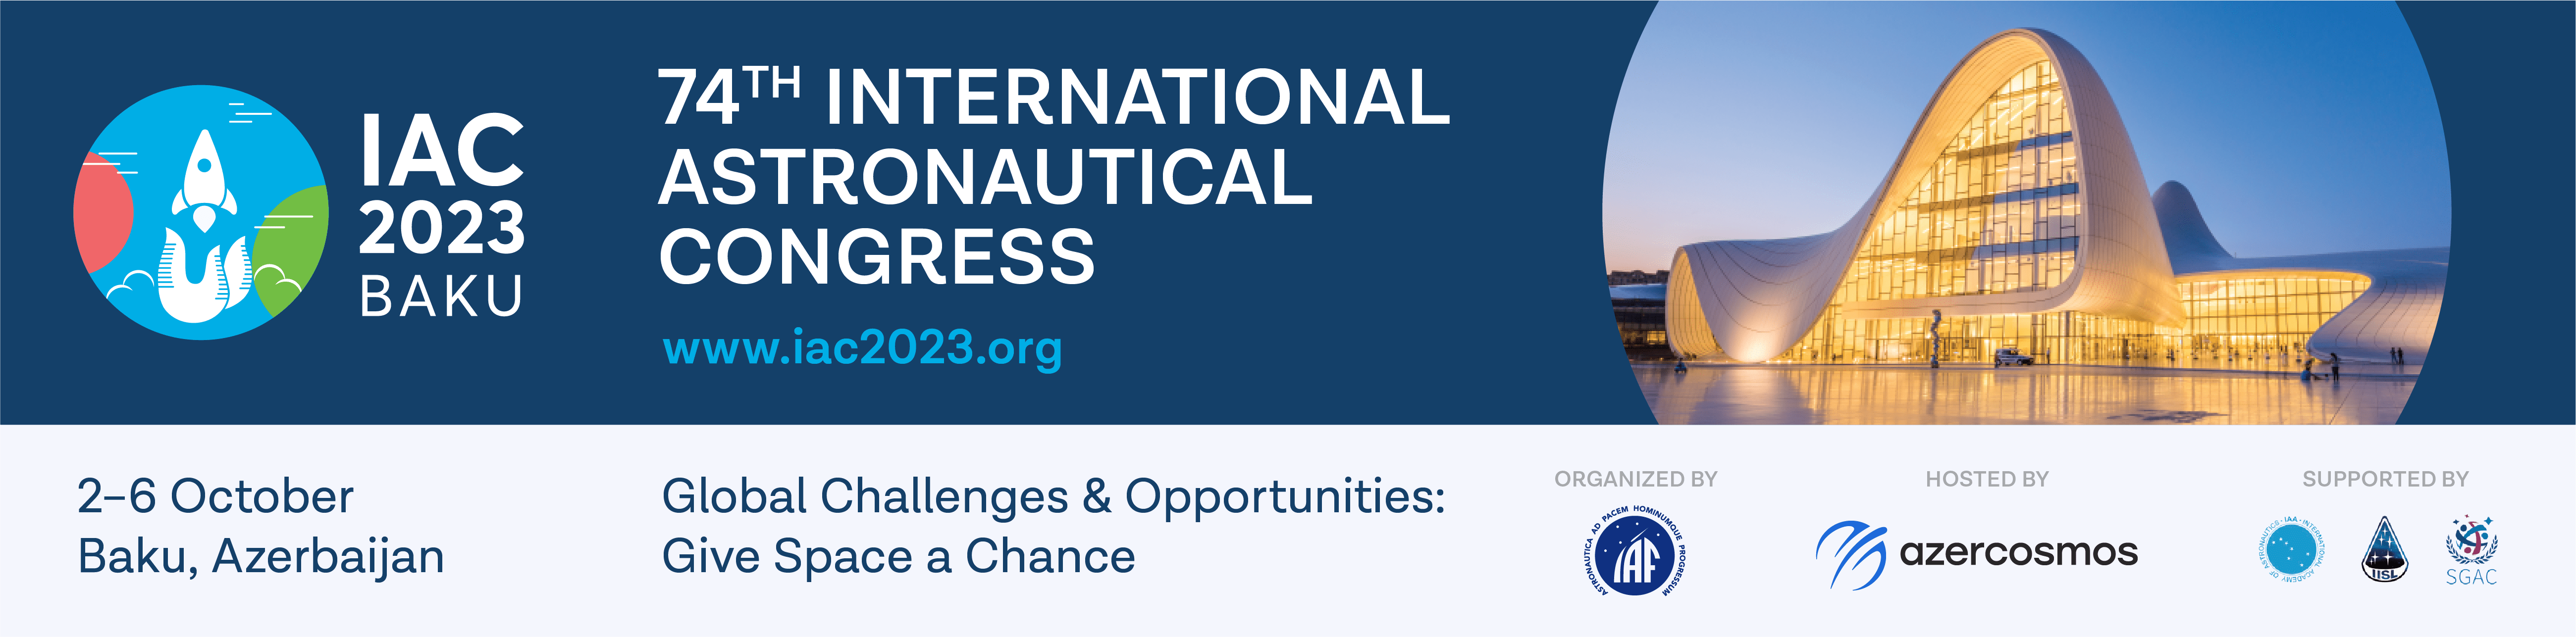 IAC
2023
BAKU
74TH INTERNATIONAL
ASTRONAUTICAL
CONGRESS
www.iac2023.org
2–6 October
Baku, Azerbaijan
Global Challenges & Opportunities:
Give Space a Chance
ORGANIZED BY
ASTRONAUTICA AD PACEM HOMINUMQUE PROGRESSUM
IAF
HOSTED BY
azercosmos
SUPPORTED BY
INTERNATIONAL ACADEMY OF ASTRONAUTICS · IAA ·
IISL
SGAC